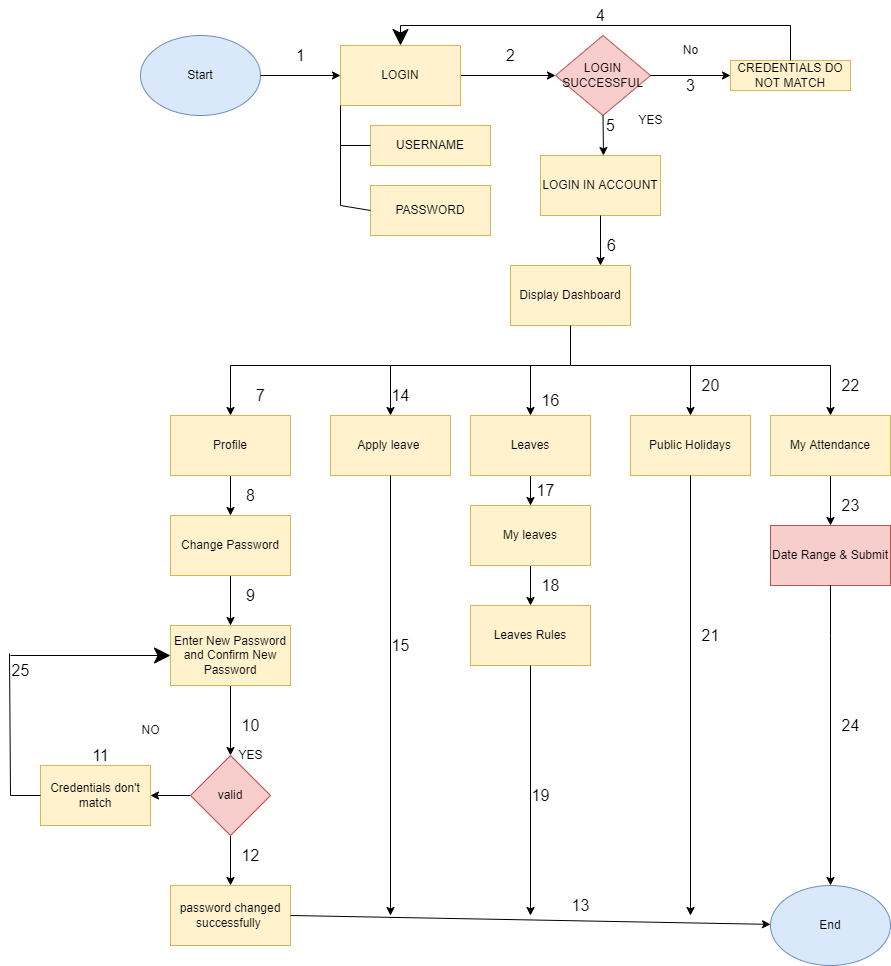 4
Start
1
LOGIN
2
LOGIN
SUCCESSFUL
No
3
CREDENTIALS DO
NOT MATCH
5
YES
USERNAME
PASSWORD
LOGIN IN ACCOUNT
6
Display Dashboard
7
14
16
20
22
Profile
Apply leave
Leaves
Public Holidays
My Attendance
8
17
23
Change Password
My leaves
Date Range & Submit
9
18
Enter New Password
and Confirm New
Password
Leaves Rules
15
21
25
10
24
NO
YES
11
Credentials don't
match
valid
19
12
password changed
successfully
13
End